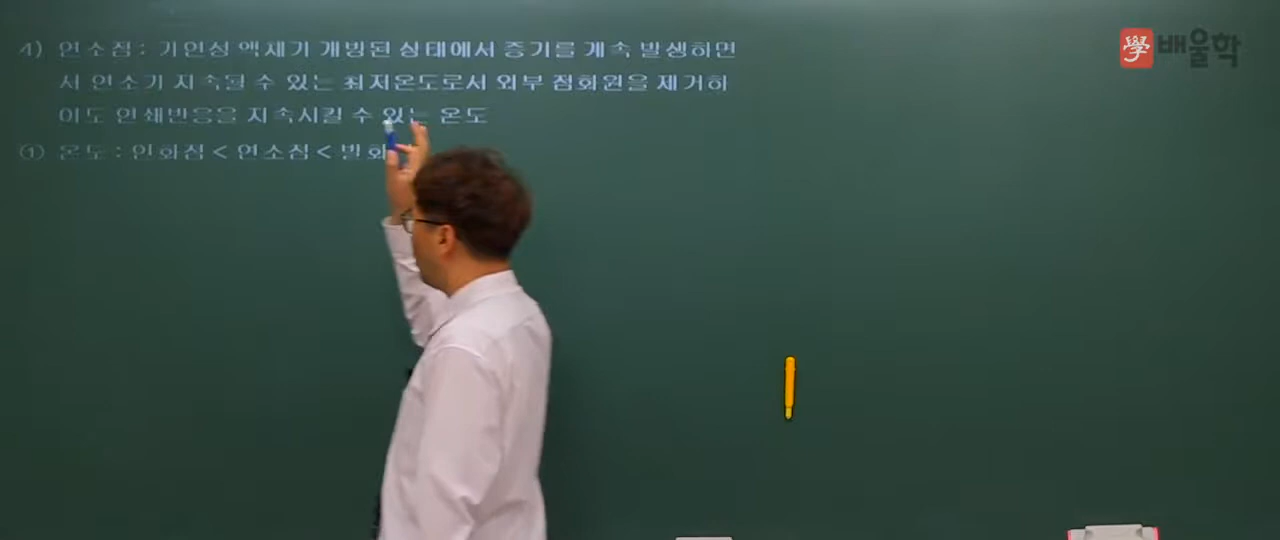 4) 연소점 : 가연성 액체가 개방된 상태에서 증기를 계속 발생하면
서 연소가 지속될 수 있는 최저온도로서 외부 점화원을 제거하
여도 연쇄반응을 지속시킬 수 있는 온도
① 온도 : 인화점 < 연소점 < 발화
學 배울학